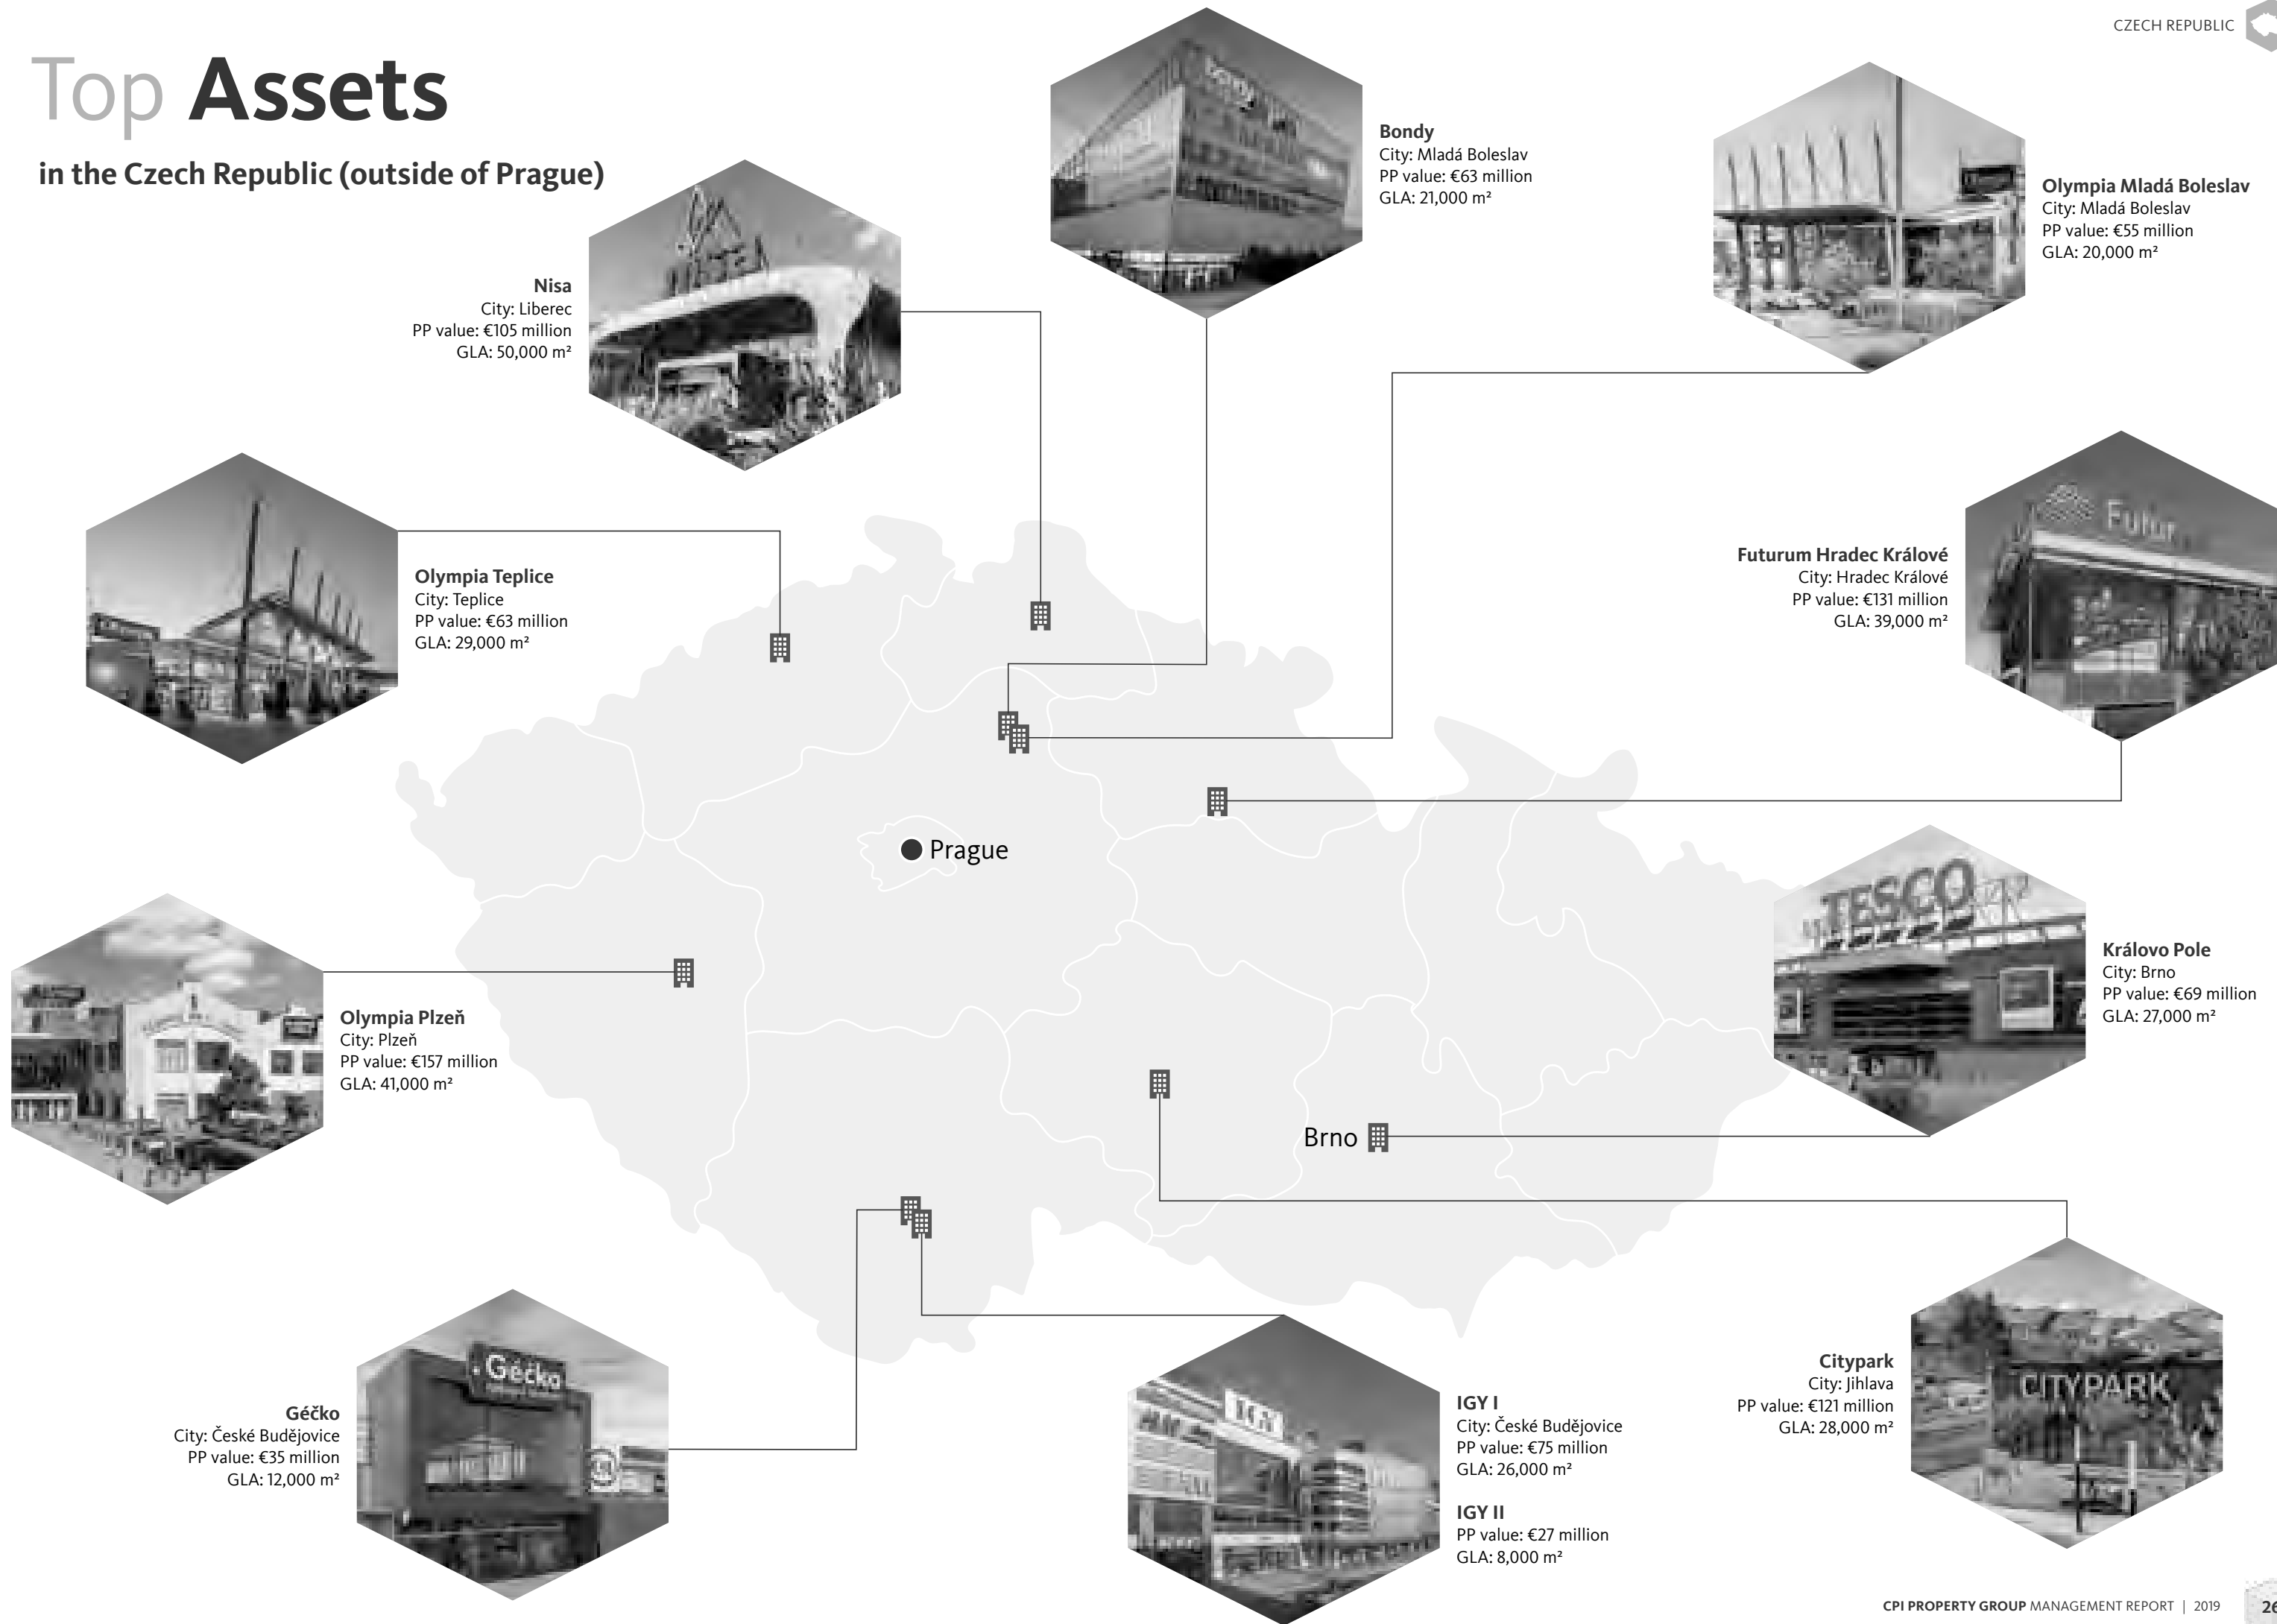 CZECH REPUBLIC
Top Assets
in the Czech Republic (outside of Prague)
Bondy
City: Mladá Boleslav
PP value: €63 million
GLA: 21,000 m²
Olympia Mladá Boleslav
City: Mladá Boleslav
PP value: €55 million
GLA: 20,000 m²
Nisa
City: Liberec
PP value: €105 million
GLA: 50,000 m²
Olympia Teplice
City: Teplice
PP value: €63 million
GLA: 29,000 m²
Futur
Futurum Hradec Králové
City: Hradec Králové
PP value: €131 million
GLA: 39,000 m²
Prague
TESCO
Královo Pole
City: Brno
PP value: €69 million
GLA: 27,000 m²
Olympia Plzeň
City: Plzeň
PP value: €157 million
GLA: 41,000 m²
Brno
Géčko
Géčko
City: České Budějovice
PP value: €35 million
GLA: 12,000 m²
IGY
IGY I
City: České Budějovice
PP value: €75 million
GLA: 26,000 m²
IGY II
PP value: €27 million
GLA: 8,000 m²
Citypark
City: Jihlava
PP value: €121 million
GLA: 28,000 m²
CITYPARK
CPI PROPERTY GROUP MANAGEMENT REPORT | 2019
26